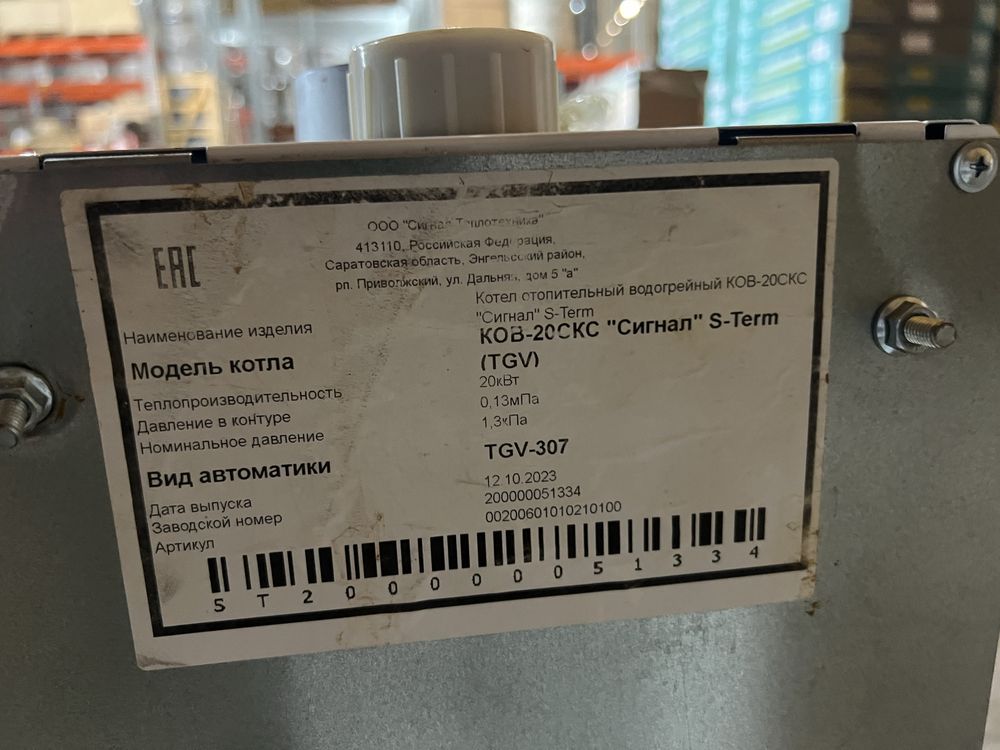 ООО "Сигнал Теплотехника"
413110, Российская Федерация,
Саратовская область, Энгельсский район,
рп. Приволжский, ул. Дальняя, дом 5 "а"
EAC
Наименование изделия Котел отопительный водогрейный КОВ-20СКС
"Сигнал" S-Term
Модель котла КОВ-20СКС "Сигнал" S-Term
(TGV)
Теплопроизводительность 20кВт
Давление в контуре 0,13мПа
Номинальное давление 1,3кПа
Вид автоматики TGV-307
Дата выпуска 12.10.2023
Заводской номер 200000051334
Артикул 00200601010210100
ST200000051334